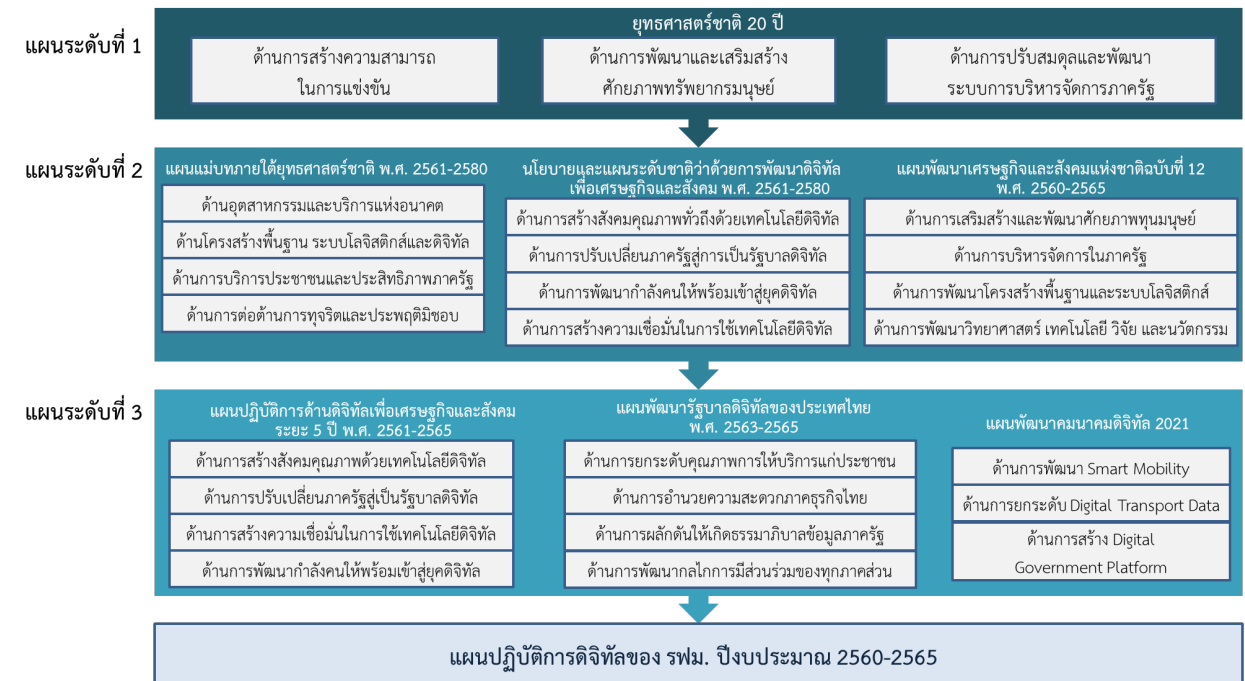 แผนระดับที่ 1
ยุทธศาสตร์ชาติ 20 ปี
ด้านการสร้างความสามารถ
ในการแข่งขัน
ด้านการพัฒนาและเสริมสร้าง
ศักยภาพทรัพยากรมนุษย์
ด้านการปรับสมดุลและพัฒนา
ระบบการบริหารจัดการภาครัฐ
แผนระดับที่ 2
แผนแม่บทภายใต้ยุทธศาสตร์ชาติ พ.ศ. 2561-2580
ด้านอุตสาหกรรมและบริการแห่งอนาคต
ด้านโครงสร้างพื้นฐาน ระบบโลจิสติกส์และดิจิทัล
ด้านการบริการประชาชนและประสิทธิภาพภาครัฐ
ด้านการต่อต้านการทุจริตและประพฤติมิชอบ
นโยบายและแผนระดับชาติว่าด้วยการพัฒนาดิจิทัล
เพื่อเศรษฐกิจและสังคม พ.ศ. 2561-2580
ด้านการสร้างสังคมคุณภาพทั่วถึงด้วยเทคโนโลยีดิจิทัล
ด้านการปรับเปลี่ยนภาครัฐสู่การเป็นรัฐบาลดิจิทัล
ด้านการพัฒนากำลังคนให้พร้อมเข้าสู่ยุคดิจิทัล
ด้านการสร้างความเชื่อมั่นในการใช้เทคโนโลยีดิจิทัล
แผนพัฒนาเศรษฐกิจและสังคมแห่งชาติฉบับที่ 12
พ.ศ. 2560-2565
ด้านการเสริมสร้างและพัฒนาศักยภาพทุนมนุษย์
ด้านการบริหารจัดการในภาครัฐ
ด้านการพัฒนาโครงสร้างพื้นฐานและระบบโลจิสติกส์
ด้านการพัฒนาวิทยาศาสตร์ เทคโนโลยี วิจัย และนวัตกรรม
แผนระดับที่ 3
แผนปฏิบัติการด้านดิจิทัลเพื่อเศรษฐกิจและสังคม
ระยะ 5 ปี พ.ศ. 2561-2565
ด้านการสร้างสังคมคุณภาพด้วยเทคโนโลยีดิจิทัล
ด้านการปรับเปลี่ยนภาครัฐสู่เป็นรัฐบาลดิจิทัล
ด้านการสร้างความเชื่อมั่นในการใช้เทคโนโลยีดิจิทัล
ด้านการพัฒนากำลังคนให้พร้อมเข้าสู่ยุคดิจิทัล
แผนพัฒนารัฐบาลดิจิทัลของประเทศไทย
พ.ศ. 2563-2565
ด้านการยกระดับคุณภาพการให้บริการแก่ประชาชน
ด้านการอำนวยความสะดวกภาคธุรกิจไทย
ด้านการผลักดันให้เกิดธรรมาภิบาลข้อมูลภาครัฐ
ด้านการพัฒนากลไกการมีส่วนร่วมของทุกภาคส่วน
แผนพัฒนาคมนาคมดิจิทัล 2021
ด้านการพัฒนา Smart Mobility
ด้านการยกระดับ Digital Transport Data
ด้านการสร้าง Digital
Government Platform
แผนปฏิบัติการดิจิทัลของ รฟม. ปีงบประมาณ 2560-2565